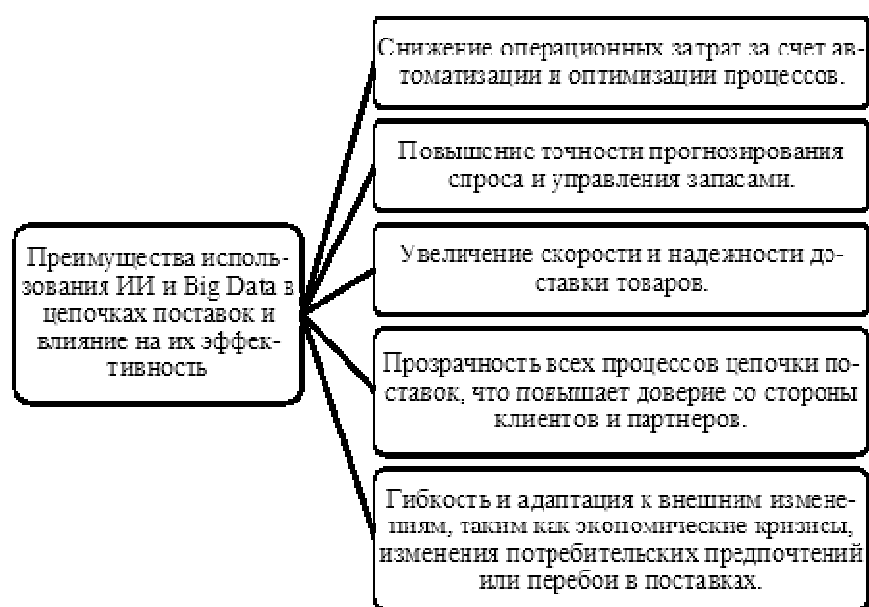 Снижение операционных затрат за счет ав-
томатизации и оптимизации процессов.
Повышение точности прогнозирования
спроса и управления запасами.
Преимущества исполь-
зования ИИ и Big Data в
цепочках поставок и
влияние на их эффек-
тивность
Увеличение скорости и надежности до-
ставки товаров.
Прозрачность всех процессов цепочки по-
ставок, что повышает доверие со стороны
клиентов и партнеров.
Гибкость и адаптация к внешним измене-
ниям, таким как экономические кризисы,
изменения потребительских предпочтений
или перебои в поставках.